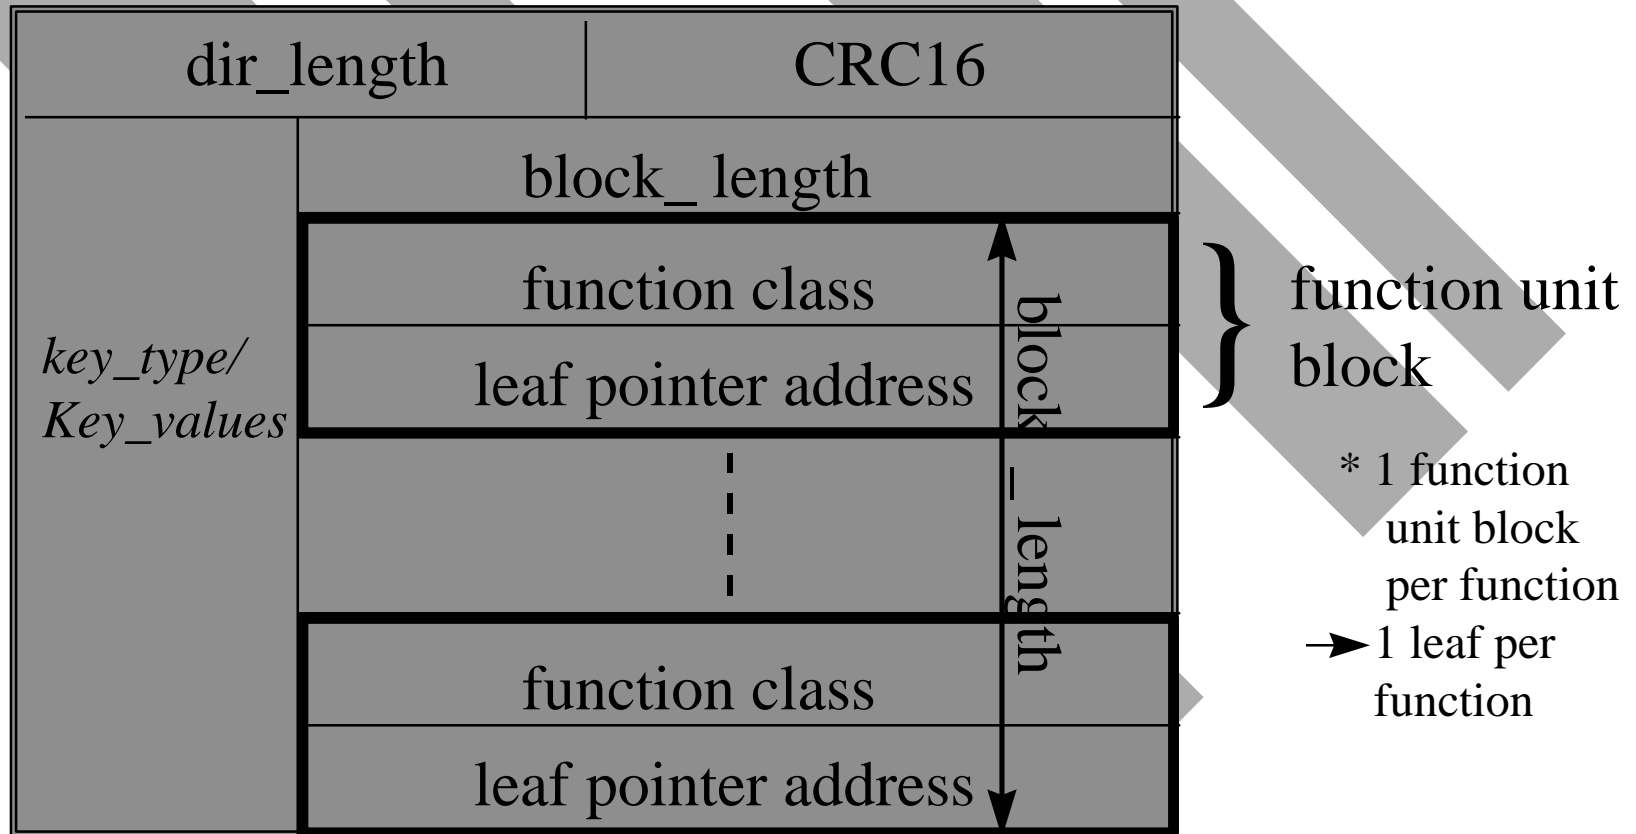 dir_length
CRC16
block_ length
function class
leaf pointer address
key_type/
Key_values
block _ length
function class
leaf pointer address
function unit
block
* 1 function
unit block
per function
1 leaf per
function